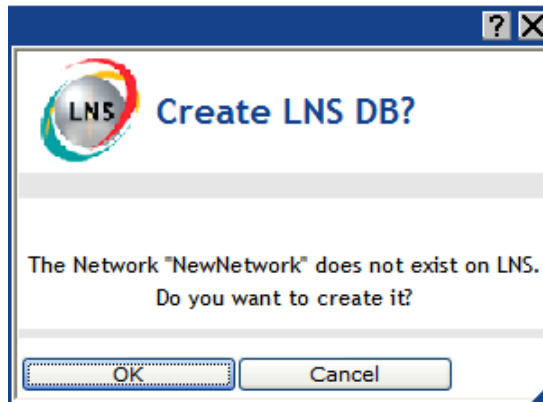 ?
LNS
Create LNS DB?
The Network "NewNetwork" does not exist on LNS.
Do you want to create it?
OK Cancel